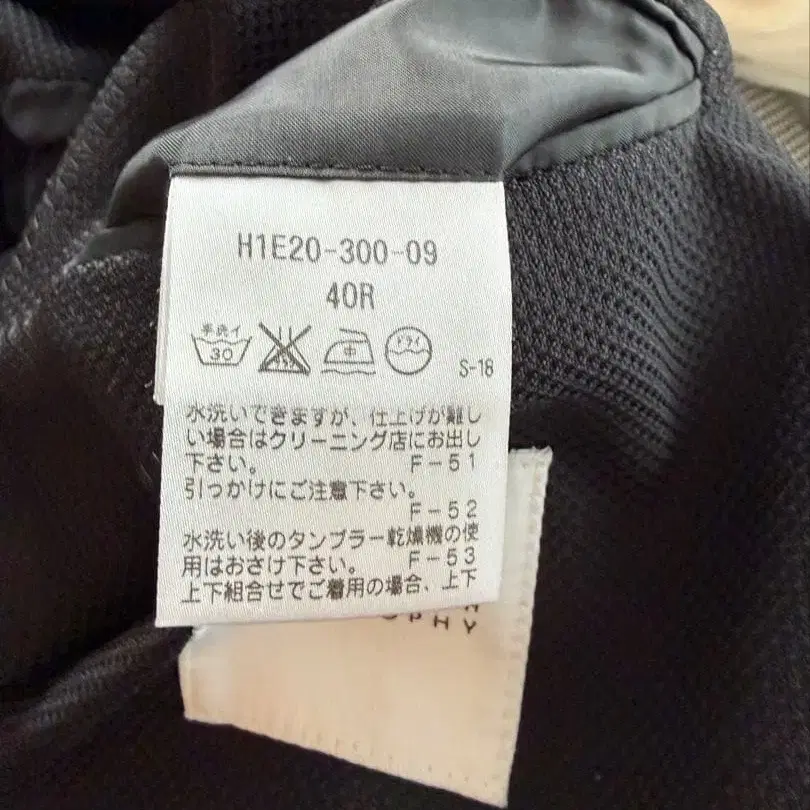 H1E20-300-09
40R
手洗イ
30
中
ドライ
S-18
水洗いできますが、仕上げが難し
い場合はクリーニング店にお出し
下さい。 F-51
引っかけにご注意下さい。
F-52
水洗い後のタンブラー乾燥機の使
用はおさけ下さい。 F-53
上下組合せでご着用の場合、上下
PHY